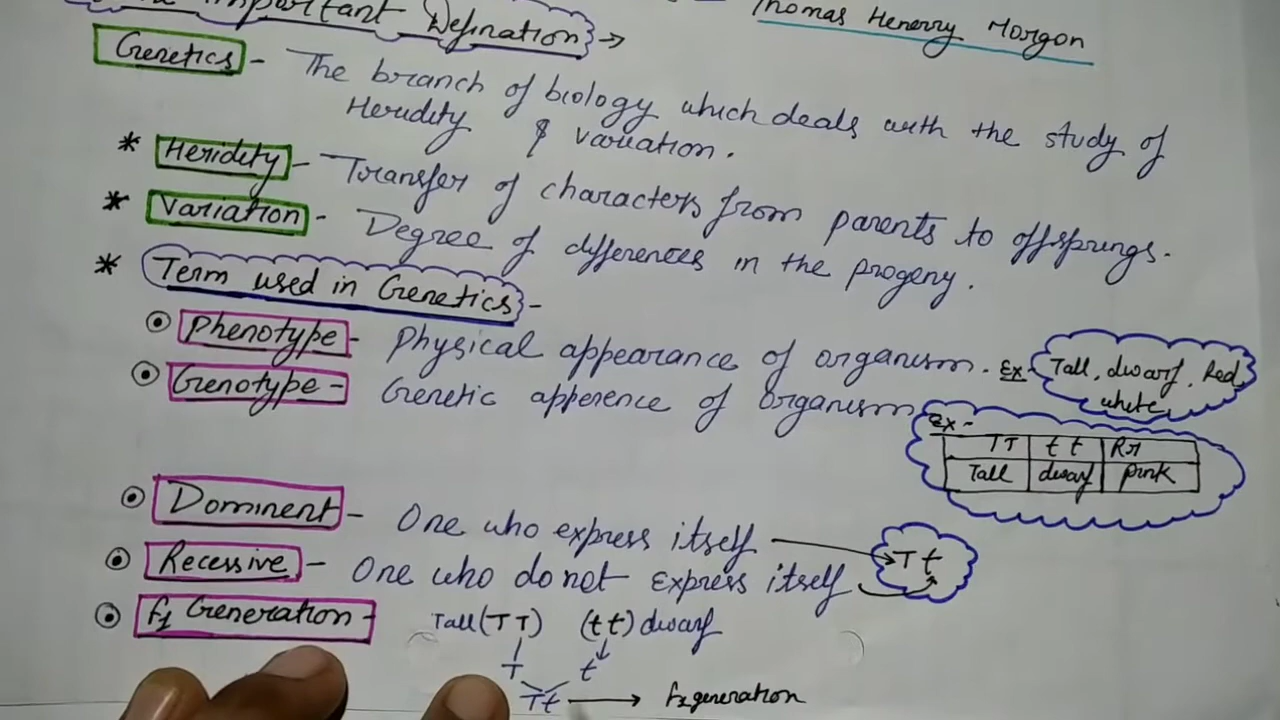 Important Defination →
Thomas Henerry Morgon
Genetics - The branch of biology which deals with the study of
Heridity & variation.
* Heridity - Transfer of characters from parents to offsprings.
* Variation - Degree of differences in the progeny.
* Term used in Genetics -
Phenotype - Physical appearance of organism. Ex - Tall, dwarf, Red,
white
Genotype - Genetic apperence of organism
Ex -
TT tt Rr
Tall dwarf pink
Dominent - One who express itself → Tt
Recessive - One who do not express itself
F1 Generation - Tall (TT) (tt) dwarf
T t
Tt → F1 generation